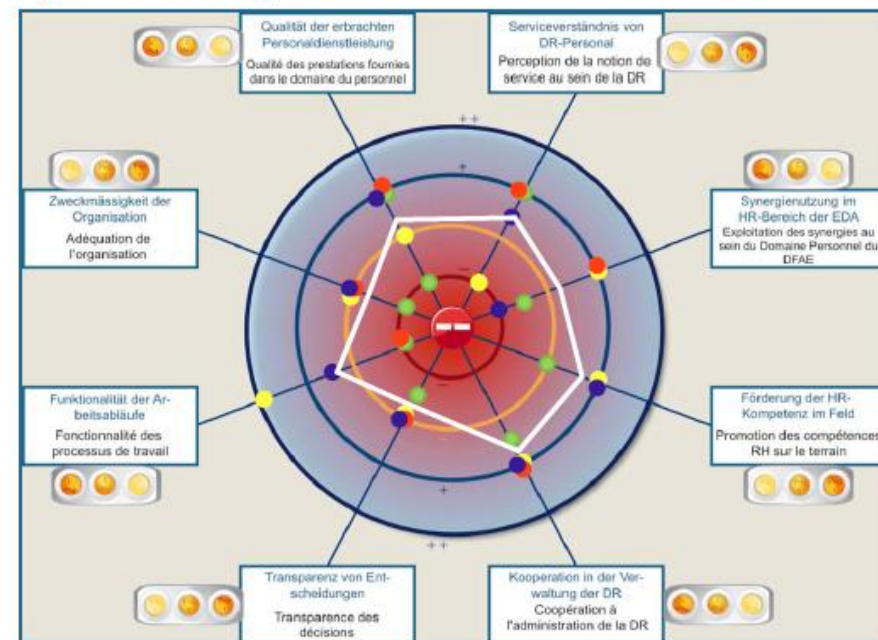 Qualität der erbrachten
Personaldienstleistung
Qualité des prestations fournies
dans le domaine du personnel
Serviceverständnis von
DR-Personal
Perception de la notion de
service au sein de la DR
++
+
Zweckmässigkeit der
Organisation
Adéquation de
l'organisation
Synergienutzung im
HR-Bereich der EDA
Exploitation des synergies au
sein du Domaine Personnel du
DFAE
Funktionalität der Ar-
beitsabläufe
Fonctionnalité des
processus de travail
Förderung der HR-
Kompetenz im Feld
Promotion des compétences
RH sur le terrain
+
++
Transparenz von Ent-
scheidungen
Transparence des
décisions
Kooperation in der Ver-
waltung der DR
Coopération à
l'administration de la DR